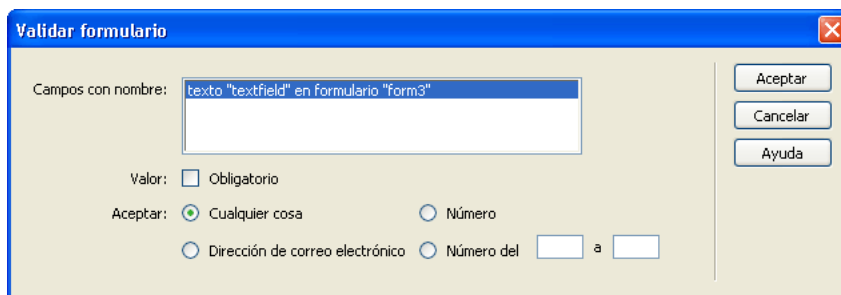 Validar formulario
Campos con nombre: texto "textfield" en formulario "form3"
Aceptar
Cancelar
Ayuda
Valor: Obligatorio
Aceptar: Cualquier cosa Número
Dirección de correo electrónico Número del a